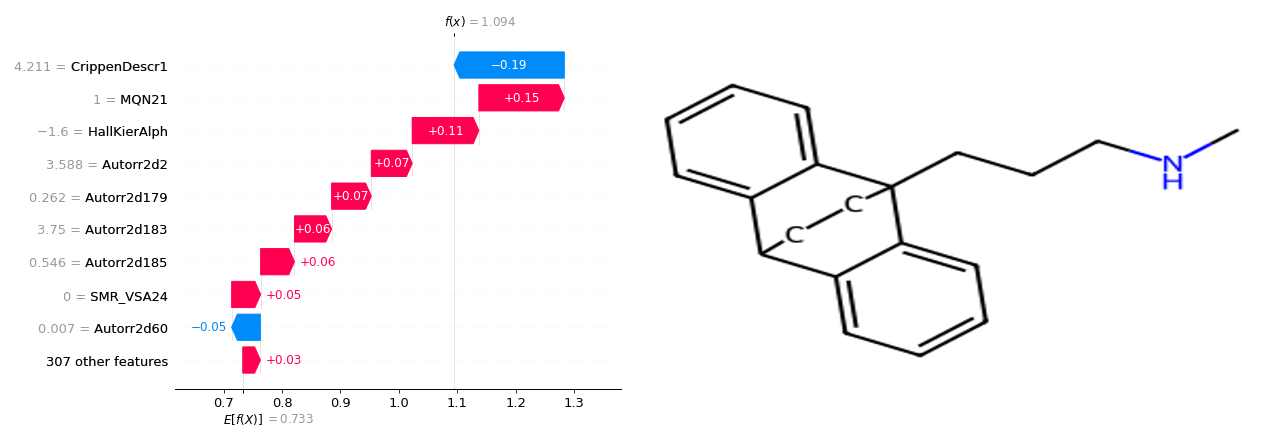 f(x) = 1.094
4.211 = CrippenDescr1
−0.19
1 = MQN21
+0.15
−1.6 = HallKierAlph
+0.11
3.588 = Autorr2d2
+0.07
0.262 = Autorr2d179
+0.07
3.75 = Autorr2d183
+0.06
0.546 = Autorr2d185
+0.06
0 = SMR_VSA24
+0.05
0.007 = Autorr2d60
−0.05
307 other features
+0.03
0.7 0.8 0.9 1.0 1.1 1.2 1.3
E[f(X)] = 0.733
N
H
C
C